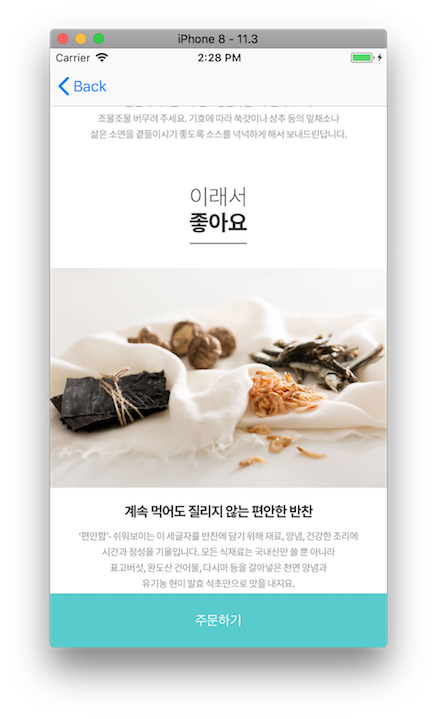 iPhone 8 - 11.3
Carrier 2:28 PM
Back
조물조물 버무려 주세요. 기호에 따라 쑥갓이나 상추 등의 잎채소나
삶은 소면을 곁들이시기 좋도록 소스를 넉넉하게 해서 보내드린답니다.
이래서
좋아요
계속 먹어도 질리지 않는 편안한 반찬
'편안함'- 쉬워보이는 이 세글자를 반찬에 담기 위해 재료, 양념, 건강한 조리에
시간과 정성을 기울입니다. 모든 식재료는 국내산만 쓸 뿐 아니라
표고버섯, 완도산 건어물, 다시마 등을 갈아넣은 천연 양념과
유기농 현미 발효 식초만으로 맛을 내지요.
주문하기